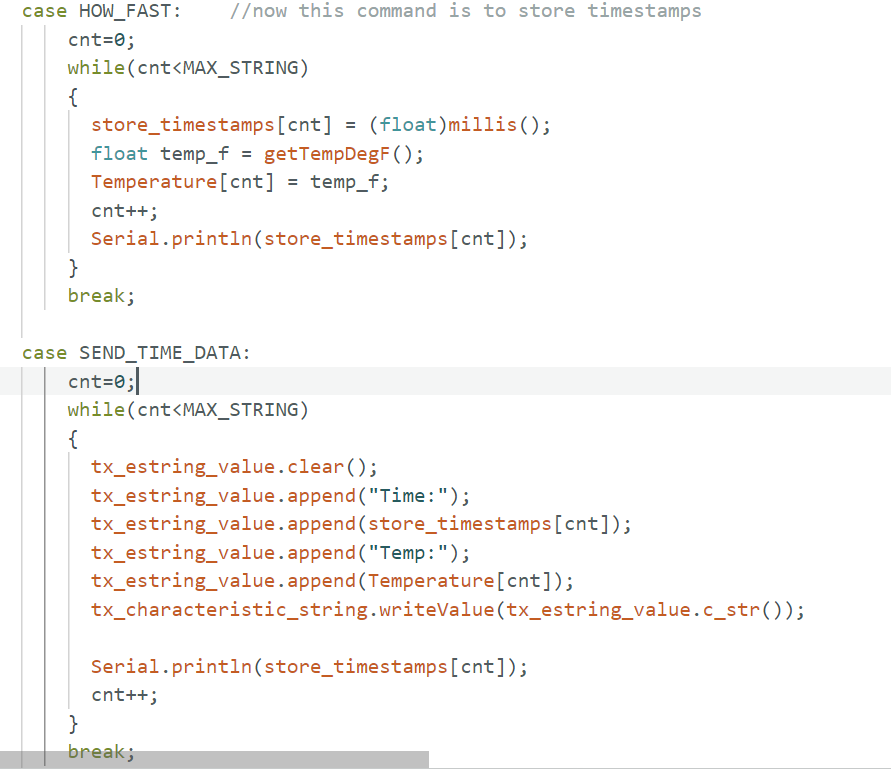 case HOW_FAST:    //now this command is to store timestamps
    cnt=0;
    while(cnt<MAX_STRING)
    {
      store_timestamps[cnt] = (float)millis();
      float temp_f = getTempDegF();
      Temperature[cnt] = temp_f;
      cnt++;
      Serial.println(store_timestamps[cnt]);
    }
    break;

case SEND_TIME_DATA:
    cnt=0;
    while(cnt<MAX_STRING)
    {
      tx_estring_value.clear();
      tx_estring_value.append("Time:");
      tx_estring_value.append(store_timestamps[cnt]);
      tx_estring_value.append("Temp:");
      tx_estring_value.append(Temperature[cnt]);
      tx_characteristic_string.writeValue(tx_estring_value.c_str());

      Serial.println(store_timestamps[cnt]);
      cnt++;
    }
    break;